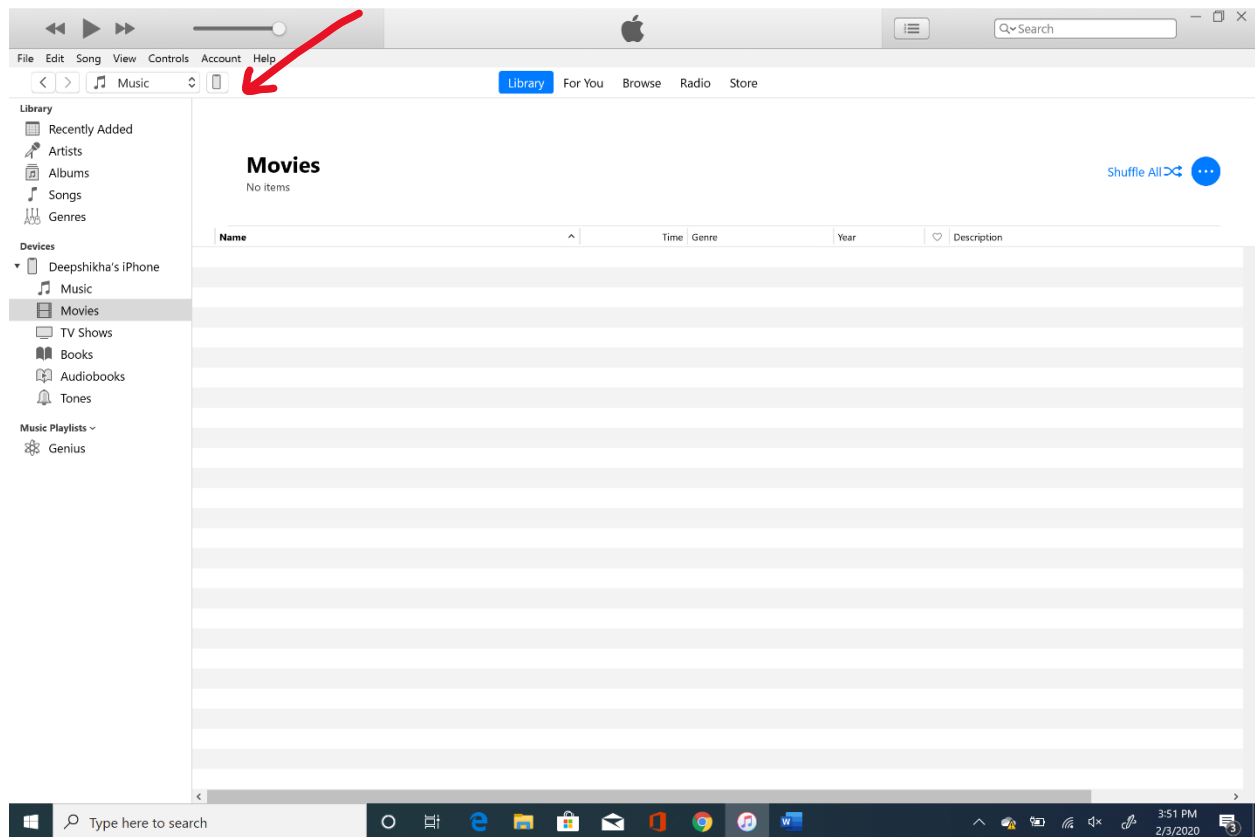 Search
File Edit Song View Controls Account Help
Music
Library For You Browse Radio Store
Library
Recently Added
Artists
Albums
Songs
Genres
Devices
Deepshikha's iPhone
Music
Movies
TV Shows
Books
Audiobooks
Tones
Music Playlists
Genius
Movies
No items
Shuffle All
Name Time Genre Year Description
Type here to search
W
3:51 PM
2/3/2020
3